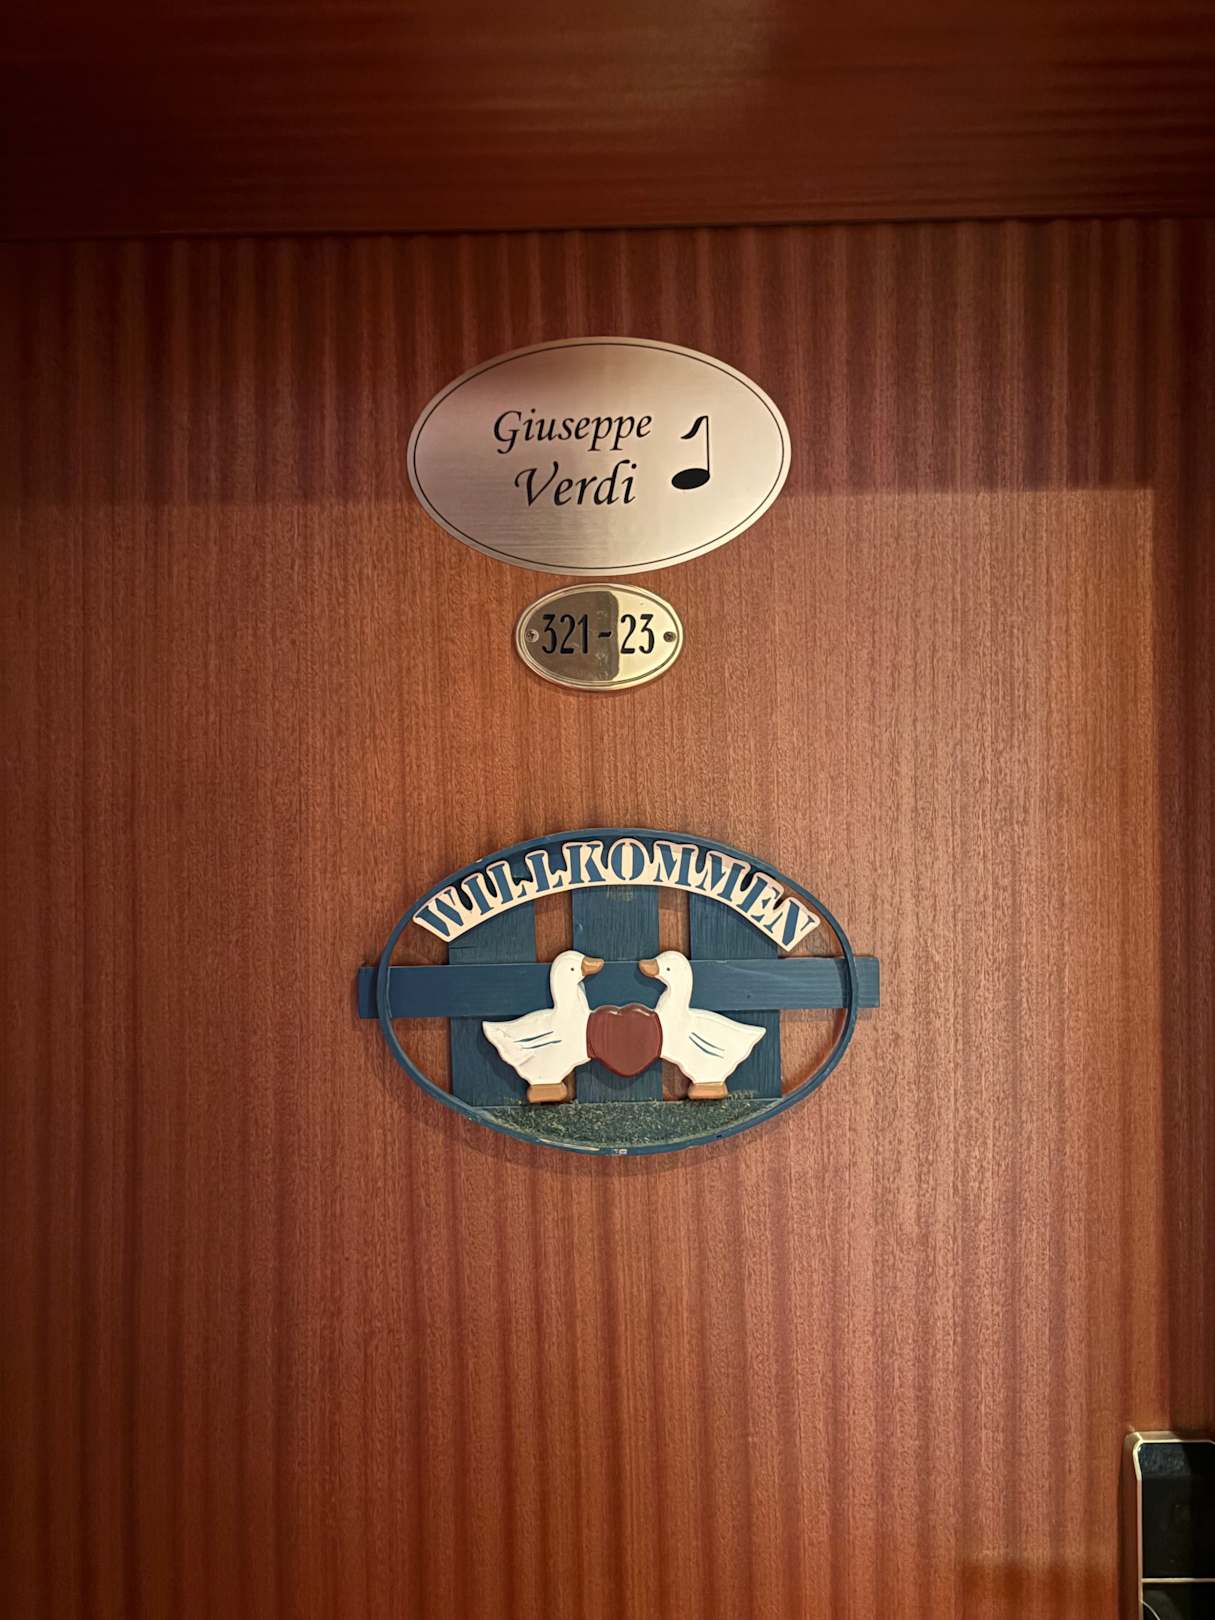 Giuseppe
Verdi
321-23
WILLKOMMEN